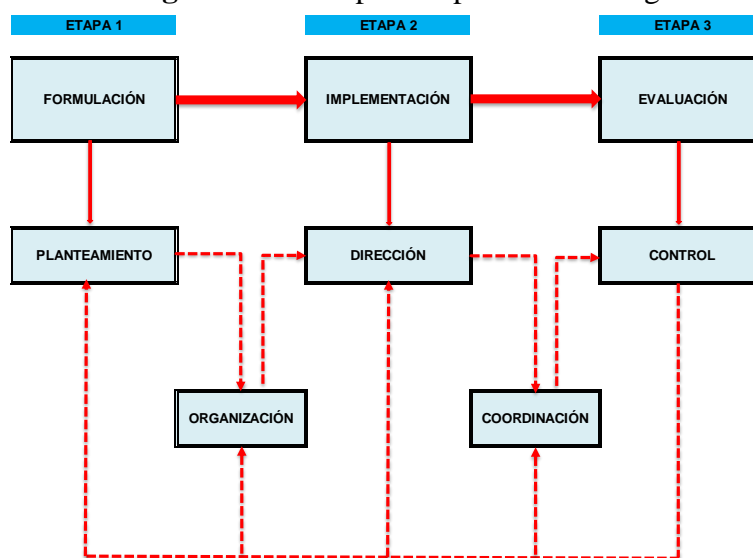 ETAPA 1
ETAPA 2
ETAPA 3
FORMULACIÓN
IMPLEMENTACIÓN
EVALUACIÓN
PLANTEAMIENTO
DIRECCIÓN
CONTROL
ORGANIZACIÓN
COORDINACIÓN